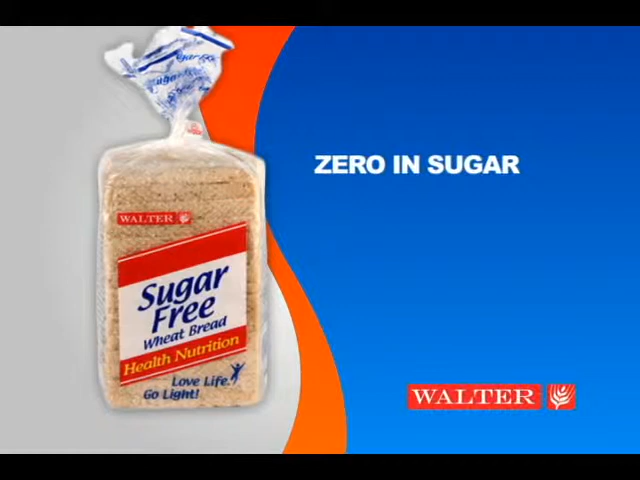 ZERO IN SUGAR
WALTER
Sugar
Free
Wheat Bread
Health Nutrition
Love Life.
Go Light!
WALTER